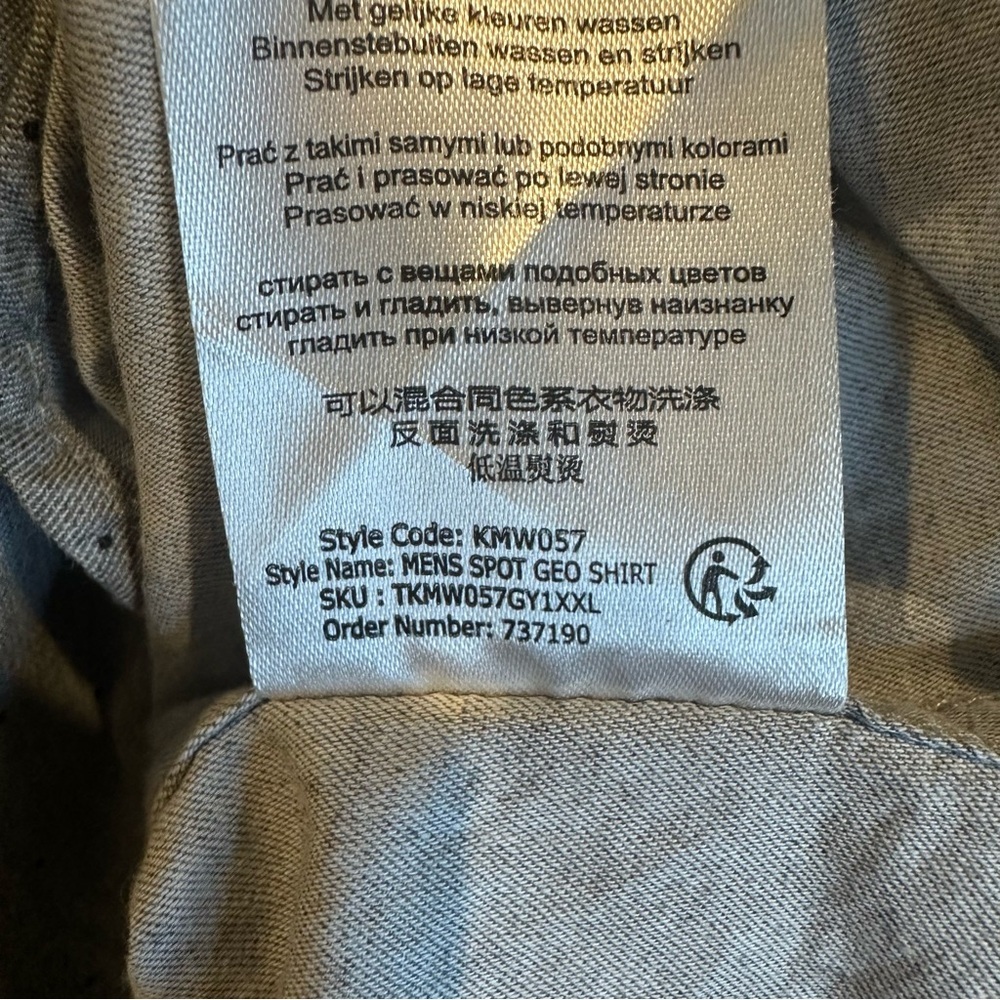 Met gelijke kleuren wassen
Binnenstebuiten wassen en strijken
Strijken op lage temperatuur
Prać z takimi samymi lub podobnymi kolorami
Prać i prasować po lewej stronie
Prasować w niskiej temperaturze
стирать с вещами подобных цветов
стирать и гладить, вывернув наизнанку
гладить при низкой температуре
可以混合同色系衣物洗涤
反面洗涤和熨烫
低温熨烫
Style Code: KMW057
Style Name: MENS SPOT GEO SHIRT
SKU : TKMW057GY1XXL
Order Number: 737190